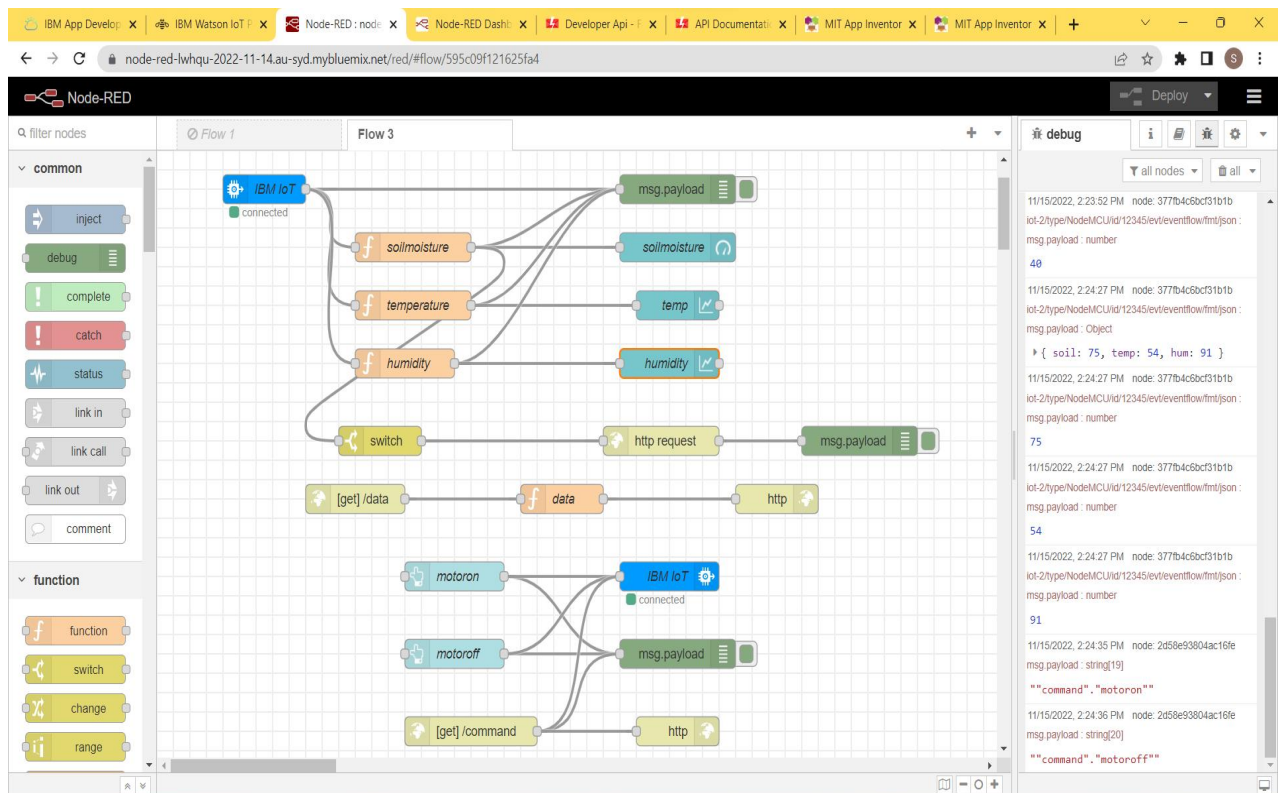 IBM App Develop
IBM Watson IoT P
Node-RED : node
Node-RED Dashb
Developer Api - F
API Documentati
MIT App Inventor
MIT App Inventor
node-red-lwhqu-2022-11-14.au-syd.mybluemix.net/red/#flow/595c09f121625fa4
S
Node-RED
Deploy
filter nodes
common
inject
debug
complete
catch
status
link in
link call
link out
comment
function
function
switch
change
range
Flow 1
Flow 3
IBM IoT
connected
msg.payload
soilmoisture
soilmoisture
temperature
temp
humidity
humidity
switch
http request
msg.payload
[get] /data
data
http
motoron
IBM IoT
connected
motoroff
msg.payload
[get] /command
http
debug
all nodes
all
11/15/2022, 2:23:52 PM node: 377fb4c6bcf31b1b
iot-2/type/NodeMCU/id/12345/evt/eventflow/fmt/json :
msg.payload : number
40
11/15/2022, 2:24:27 PM node: 377fb4c6bcf31b1b
iot-2/type/NodeMCU/id/12345/evt/eventflow/fmt/json :
msg.payload : Object
{ soil: 75, temp: 54, hum: 91 }
11/15/2022, 2:24:27 PM node: 377fb4c6bcf31b1b
iot-2/type/NodeMCU/id/12345/evt/eventflow/fmt/json :
msg.payload : number
75
11/15/2022, 2:24:27 PM node: 377fb4c6bcf31b1b
iot-2/type/NodeMCU/id/12345/evt/eventflow/fmt/json :
msg.payload : number
54
11/15/2022, 2:24:27 PM node: 377fb4c6bcf31b1b
iot-2/type/NodeMCU/id/12345/evt/eventflow/fmt/json :
msg.payload : number
91
11/15/2022, 2:24:35 PM node: 2d58e93804ac16fe
msg.payload : string[19]
""command"."motoron""
11/15/2022, 2:24:36 PM node: 2d58e93804ac16fe
msg.payload : string[20]
""command"."motoroff""